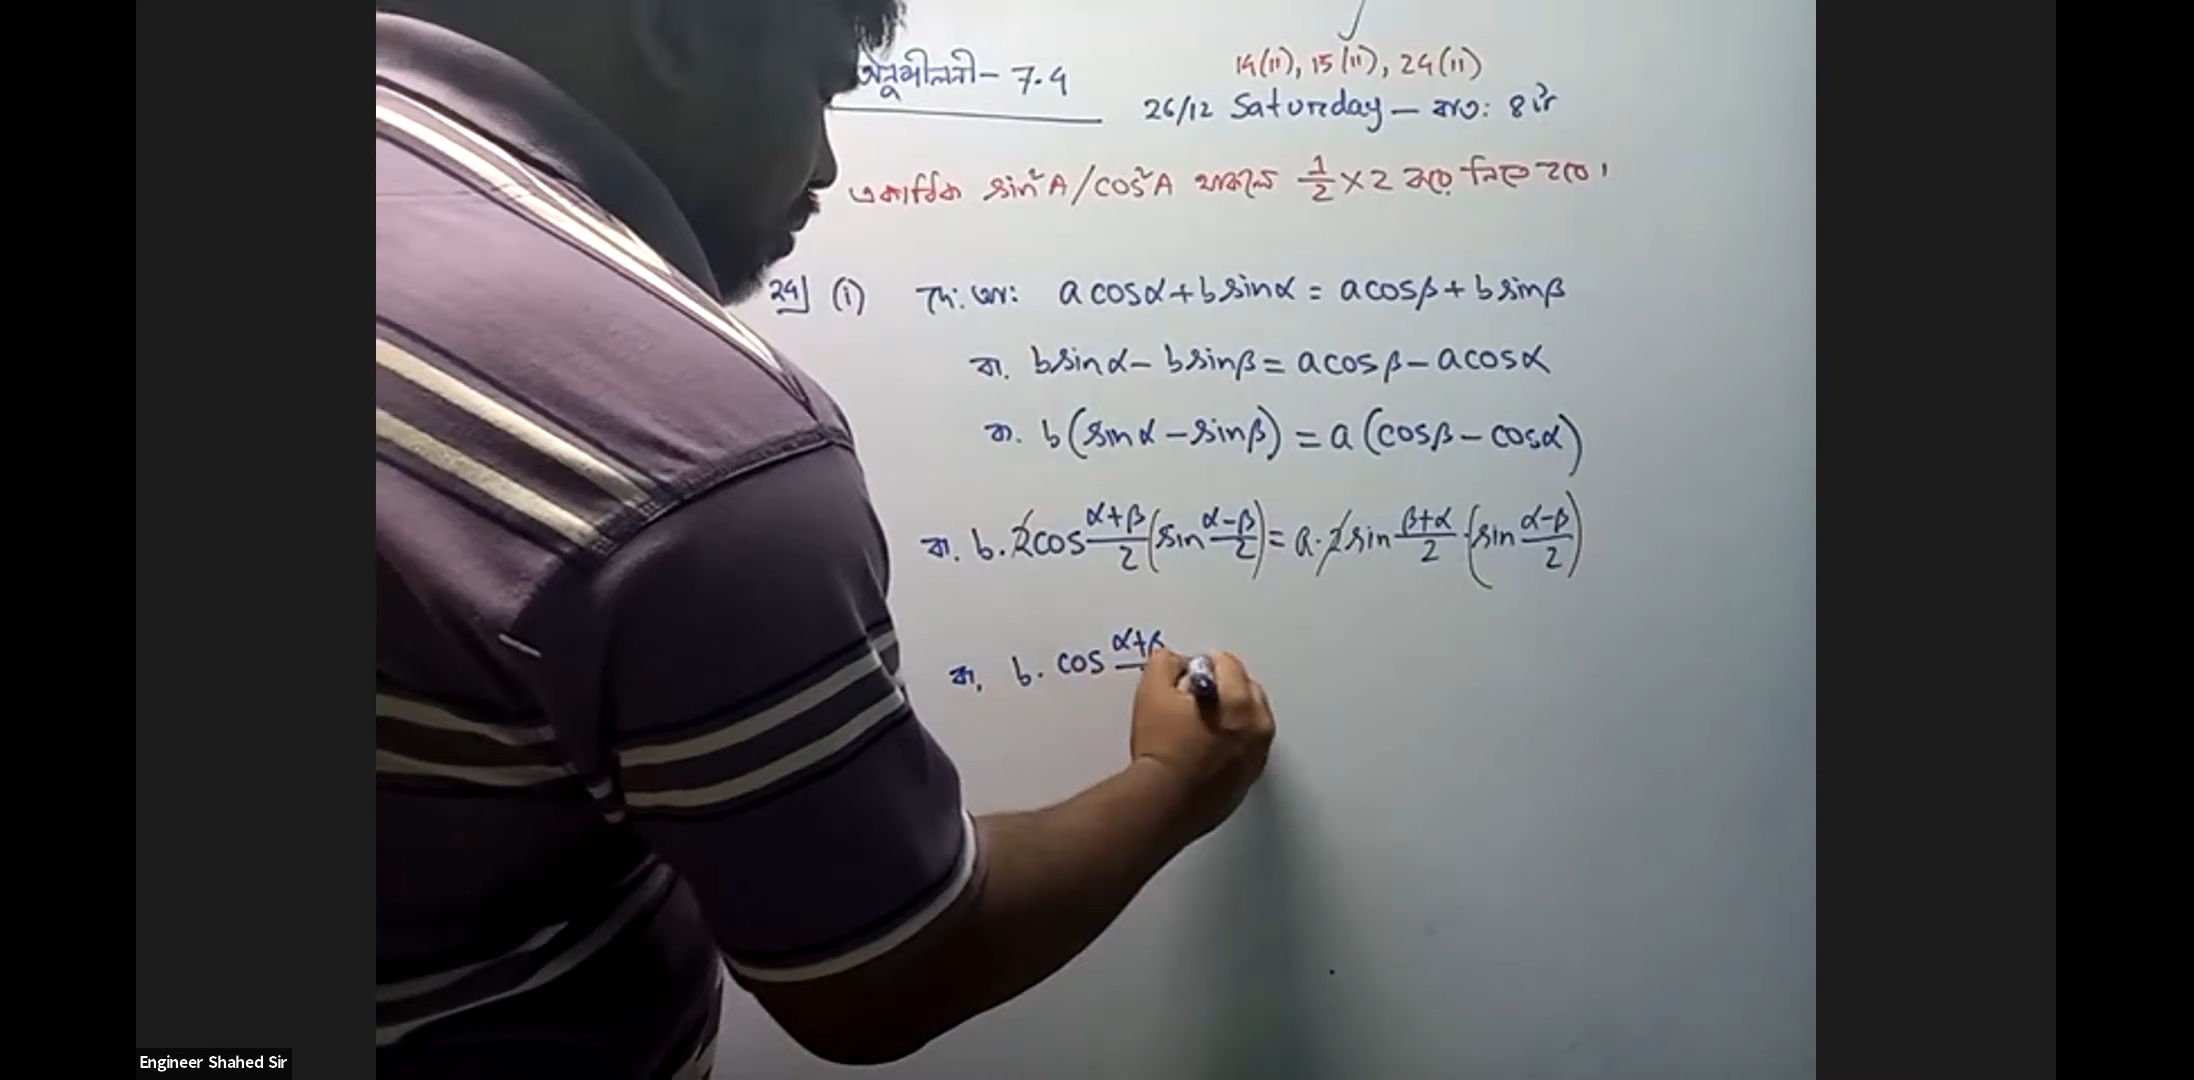 অনুশীলনী - 7.4
14(ii), 15(ii), 24(ii)
26/12 Saturday — রাত: 8 টা
একাধিক sin²A/cos²A থাকলে 1/2 × 2 করে নিতে হবে।
24] (i) দে: আ: a cosα + b sinα = a cosβ + b sinβ
বা. b sinα − b sinβ = a cosβ − a cosα
বা. b (sinα − sinβ) = a (cosβ − cosα)
বা. b. 2cos (α+β)/2 (sin (α−β)/2) = a. 2sin (β+α)/2 . (sin (α−β)/2)
বা, b. cos α+β
Engineer Shahed Sir